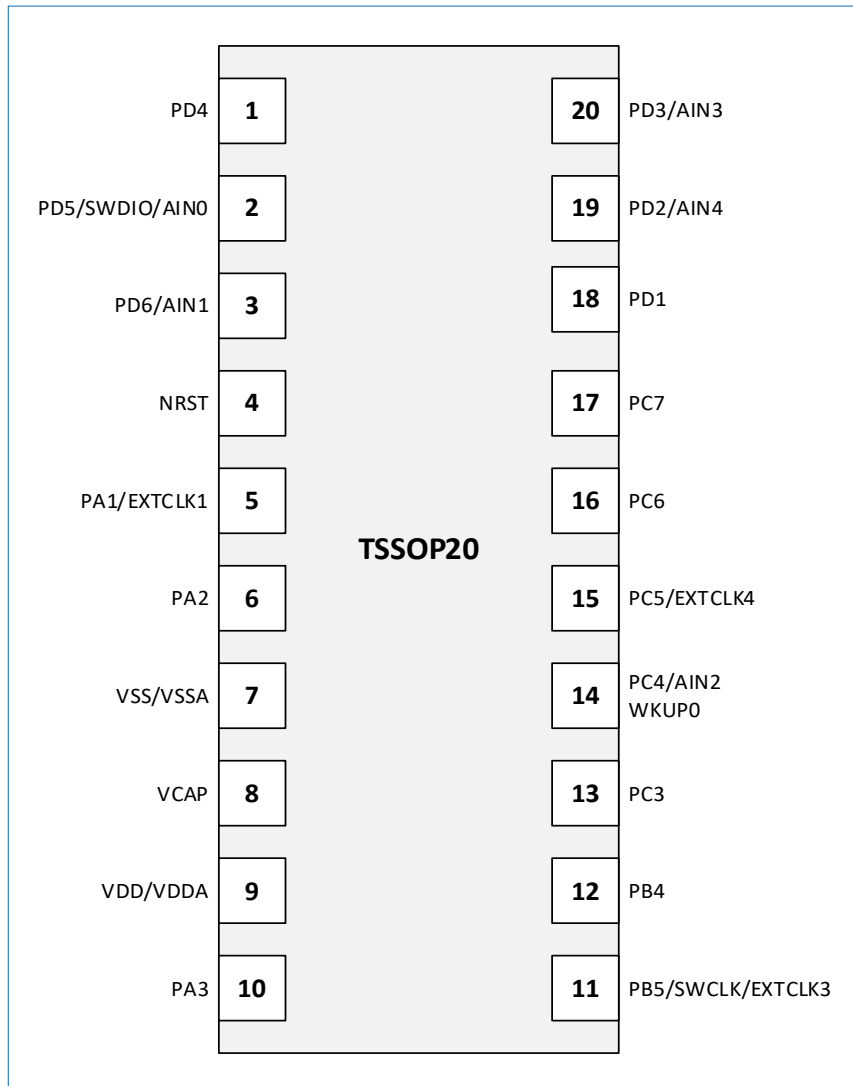 PD4 1 20 PD3/AIN3
PD5/SWDIO/AIN0 2 19 PD2/AIN4
PD6/AIN1 3 18 PD1
NRST 4 17 PC7
PA1/EXTCLK1 5 16 PC6
TSSOP20
PA2 6 15 PC5/EXTCLK4
VSS/VSSA 7 14 PC4/AIN2
WKUP0
VCAP 8 13 PC3
VDD/VDDA 9 12 PB4
PA3 10 11 PB5/SWCLK/EXTCLK3